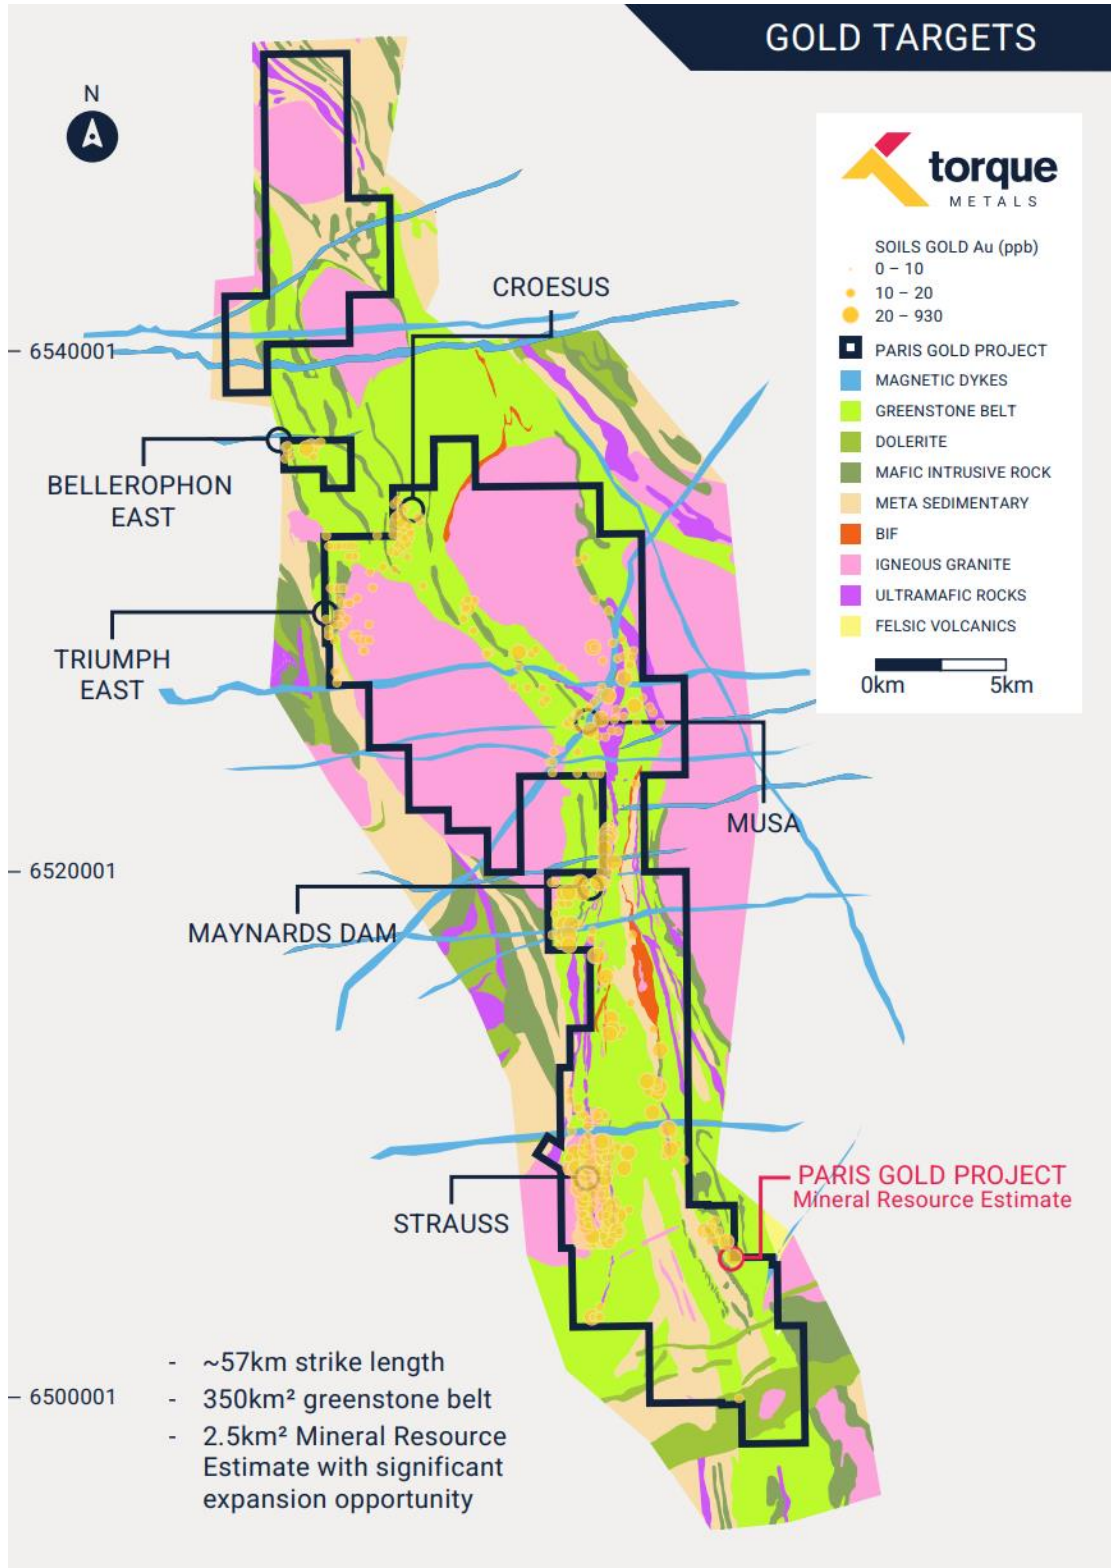 GOLD TARGETS
N
torque
METALS
SOILS GOLD Au (ppb)
0 – 10
10 – 20
20 – 930
PARIS GOLD PROJECT
MAGNETIC DYKES
GREENSTONE BELT
DOLERITE
MAFIC INTRUSIVE ROCK
META SEDIMENTARY
BIF
IGNEOUS GRANITE
ULTRAMAFIC ROCKS
FELSIC VOLCANICS
0km
5km
CROESUS
6540001
BELLEROPHON
EAST
TRIUMPH
EAST
MUSA
6520001
MAYNARDS DAM
PARIS GOLD PROJECT
Mineral Resource Estimate
STRAUSS
6500001
- ~57km strike length
- 350km² greenstone belt
- 2.5km² Mineral Resource
Estimate with significant
expansion opportunity